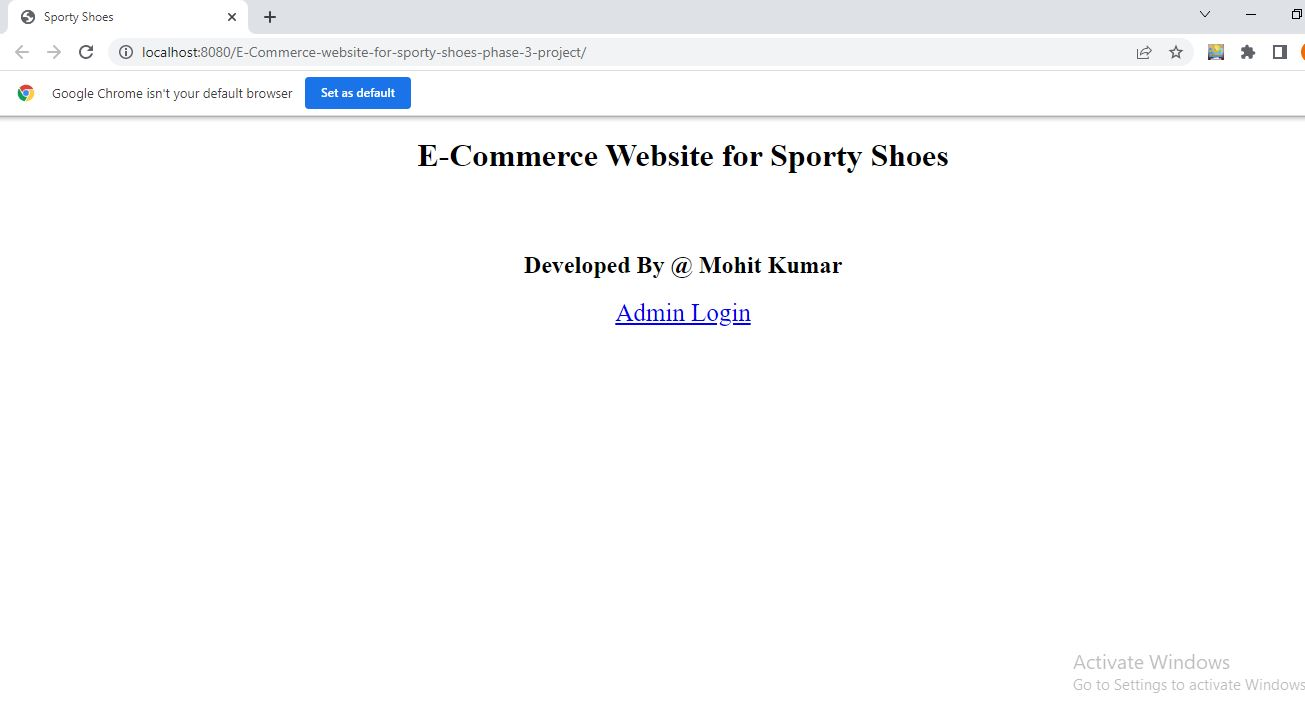 Sporty Shoes
localhost:8080/E-Commerce-website-for-sporty-shoes-phase-3-project/
Google Chrome isn't your default browser
Set as default
E-Commerce Website for Sporty Shoes
Developed By @ Mohit Kumar
Admin Login
Activate Windows
Go to Settings to activate Windows